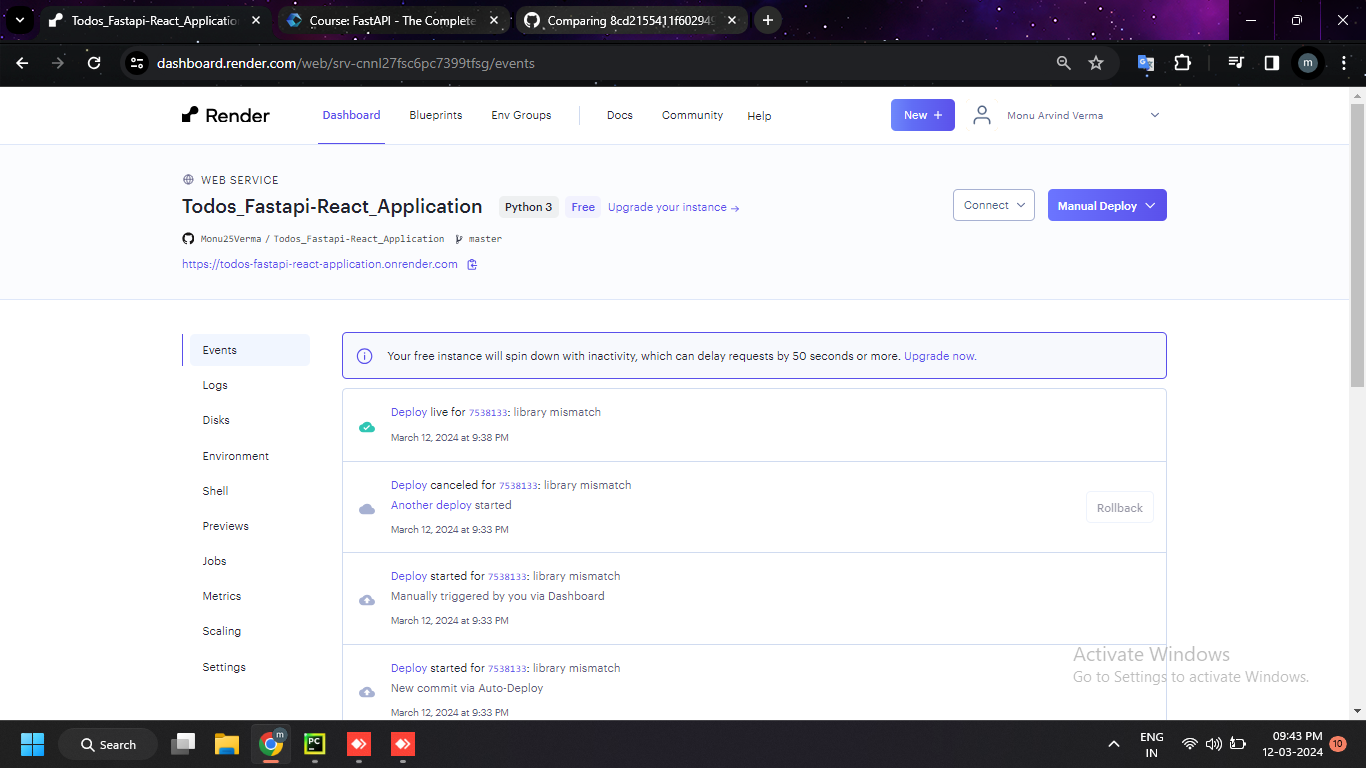 Todos_Fastapi-React_Application
Course: FastAPI - The Complete
Comparing 8cd2155411f60294
dashboard.render.com/web/srv-cnnl27fsc6pc7399tfsg/events
m
Render
Dashboard
Blueprints
Env Groups
Docs
Community
Help
New +
Monu Arvind Verma
WEB SERVICE
Todos_Fastapi-React_Application
Python 3
Free
Upgrade your instance →
Connect
Manual Deploy
Monu25Verma / Todos_Fastapi-React_Application
master
https://todos-fastapi-react-application.onrender.com
Events
Logs
Disks
Environment
Shell
Previews
Jobs
Metrics
Scaling
Settings
Your free instance will spin down with inactivity, which can delay requests by 50 seconds or more. Upgrade now.
Deploy live for 7538133: library mismatch
March 12, 2024 at 9:38 PM
Deploy canceled for 7538133: library mismatch
Another deploy started
March 12, 2024 at 9:33 PM
Rollback
Deploy started for 7538133: library mismatch
Manually triggered by you via Dashboard
March 12, 2024 at 9:33 PM
Deploy started for 7538133: library mismatch
New commit via Auto-Deploy
March 12, 2024 at 9:33 PM
Activate Windows
Go to Settings to activate Windows.
Search
m
PC
ENG
IN
09:43 PM
12-03-2024
10